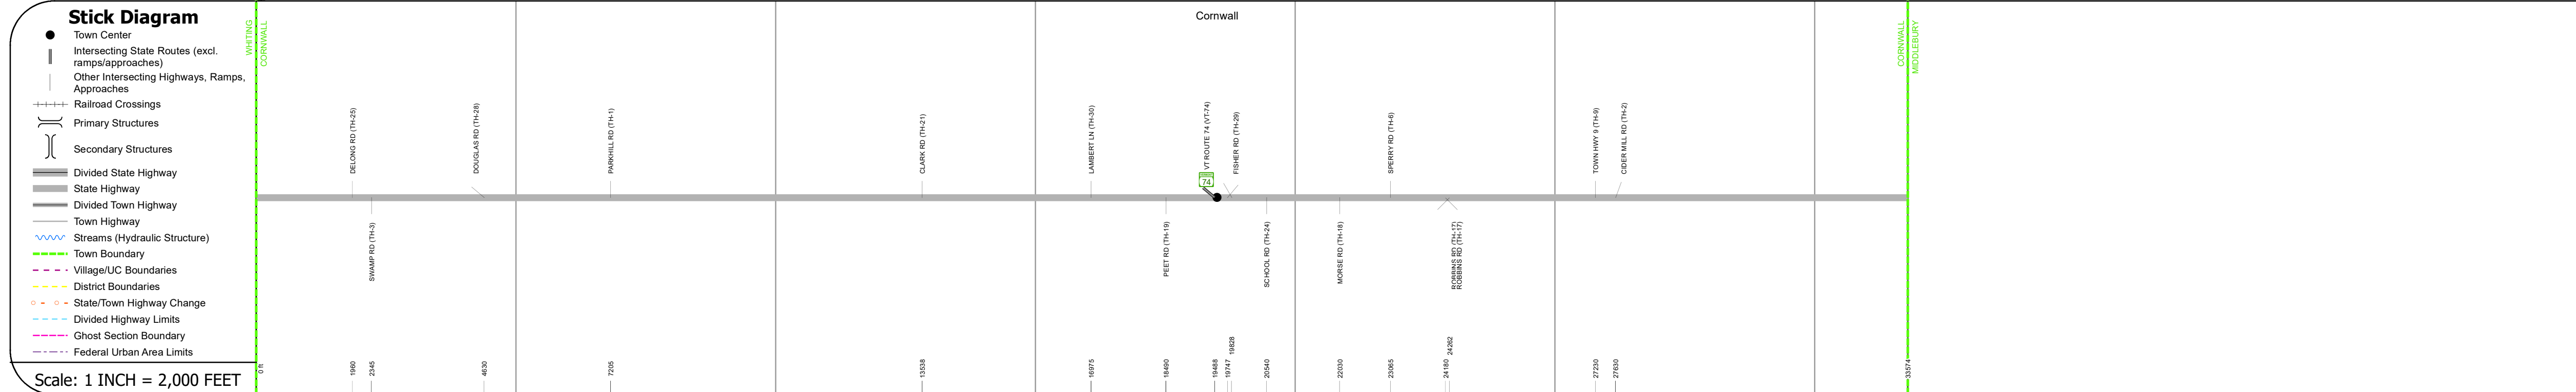 Stick Diagram
Town Center
Intersecting State Routes (excl.
ramps/approaches)
Other Intersecting Highways, Ramps,
Approaches
Railroad Crossings
Primary Structures
Secondary Structures
Divided State Highway
State Highway
Divided Town Highway
Town Highway
Streams (Hydraulic Structure)
Town Boundary
Village/UC Boundaries
District Boundaries
State/Town Highway Change
Divided Highway Limits
Ghost Section Boundary
Federal Urban Area Limits
Scale: 1 INCH = 2,000 FEET
WHITING
CORNWALL
Cornwall
CORNWALL
MIDDLEBURY
DELONG RD (TH-25)
DOUGLAS RD (TH-28)
PARKHILL RD (TH-1)
CLARK RD (TH-21)
LAMBERT LN (TH-30)
VT ROUTE 74 (VT-74)
74
FISHER RD (TH-29)
SPERRY RD (TH-6)
TOWN HWY 9 (TH-9)
CIDER MILL RD (TH-2)
SWAMP RD (TH-3)
PEET RD (TH-19)
SCHOOL RD (TH-24)
MORSE RD (TH-18)
ROBBINS RD (TH-17)
ROBBINS RD (TH-17)
0 ft
1960
2345
4630
7205
13538
16975
18490
19488
19747
19828
20540
22030
23065
24180
24262
27230
27630
33574